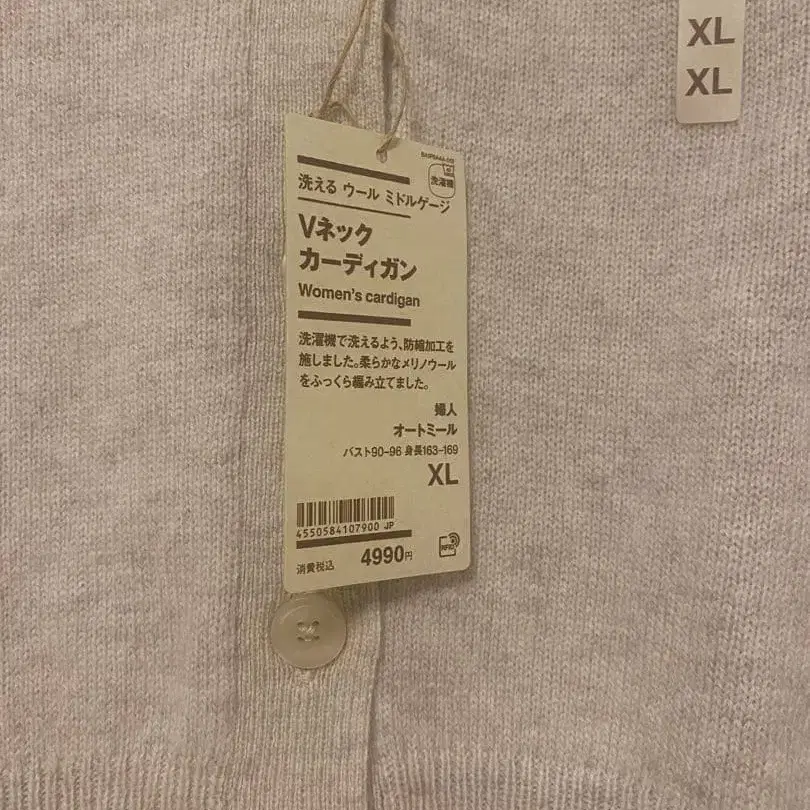 XL
XL
洗濯機
洗える ウール ミドルゲージ
Vネック
カーディガン
Women's cardigan
洗濯機で洗えるよう、防縮加工を
施しました。柔らかなメリノウール
をふっくら編み立てました。
婦人
オートミール
バスト90-96 身長163-169
XL
4550584107900 JP
消費税込 4990円
RFID